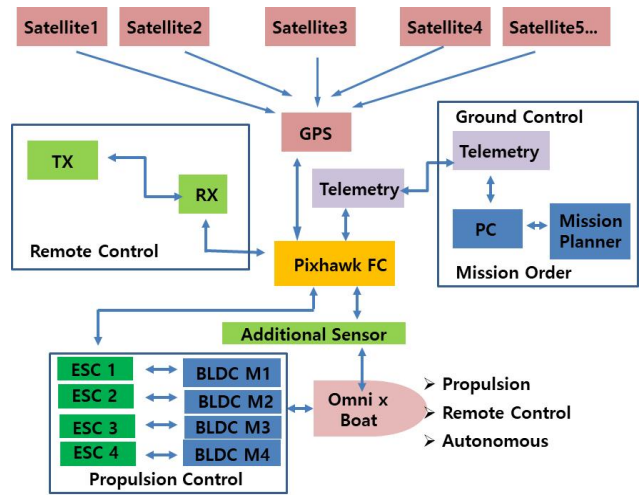 Satellite1
Satellite2
Satellite3
Satellite4
Satellite5...
GPS
Ground Control
Telemetry
PC
Mission
Planner
Mission Order
TX
RX
Remote Control
Telemetry
Pixhawk FC
Additional Sensor
ESC 1
BLDC M1
ESC 2
BLDC M2
ESC 3
BLDC M3
ESC 4
BLDC M4
Propulsion Control
Omni x
Boat
➢ Propulsion
➢ Remote Control
➢ Autonomous